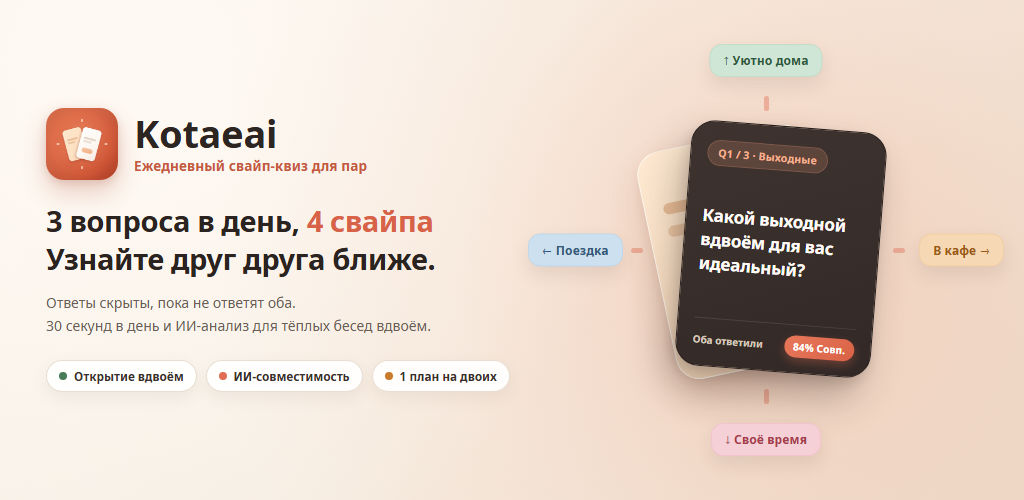 Kotaeai
Ежедневный свайп-квиз для пар
3 вопроса в день, 4 свайпа
Узнайте друг друга ближе.
Ответы скрыты, пока не ответят оба.
30 секунд в день и ИИ-анализ для тёплых бесед вдвоём.
Открытие вдвоём
ИИ-совместимость
1 план на двоих
↑ Уютно дома
← Поездка
Q1 / 3 · Выходные
Какой выходной
вдвоём для вас
идеальный?
Оба ответили
84% Совп.
В кафе →
↓ Своё время